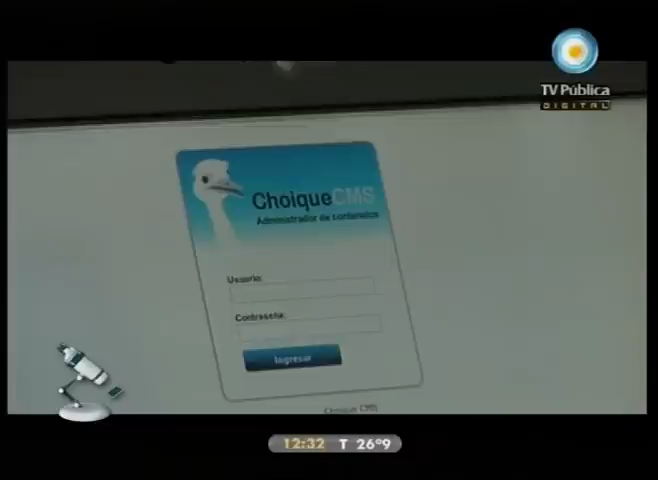 TV Pública
DIGITAL
ChoiqueCMS
Administrador de contenidos
Usuario:
Contraseña:
Ingresar
Choique CMS
12:32 T 26°9